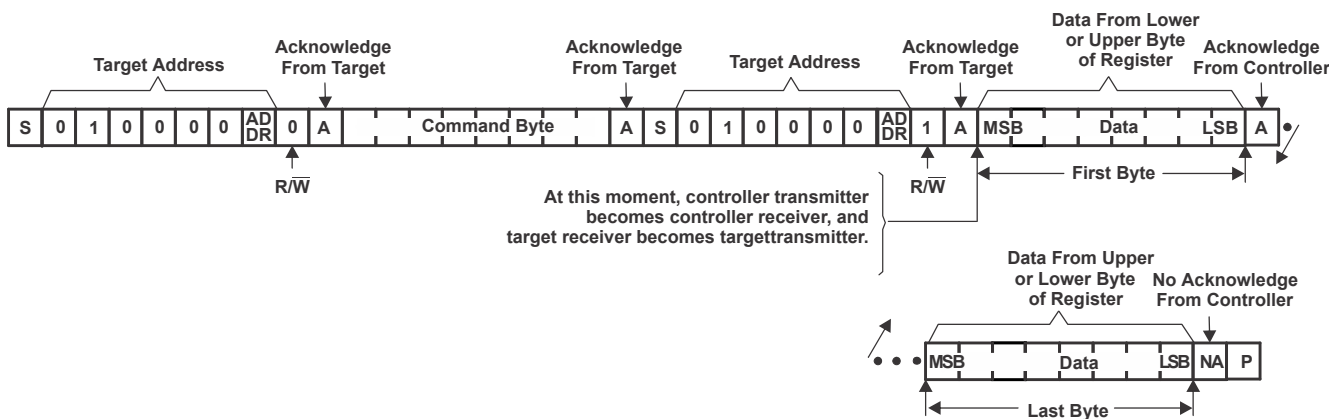 Data From Lower
or Upper Byte
of Register
Target Address
Acknowledge
From Target
Acknowledge
From Target
Target Address
Acknowledge
From Target
Acknowledge
From Controller
S 0 1 0 0 0 0 AD DR 0 A Command Byte A S 0 1 0 0 0 0 AD DR 1 A MSB Data LSB A
R/W̅
R/W̅
First Byte
At this moment, controller transmitter
becomes controller receiver, and
target receiver becomes targettransmitter.
Data From Upper
or Lower Byte
of Register
No Acknowledge
From Controller
MSB Data LSB NA P
Last Byte